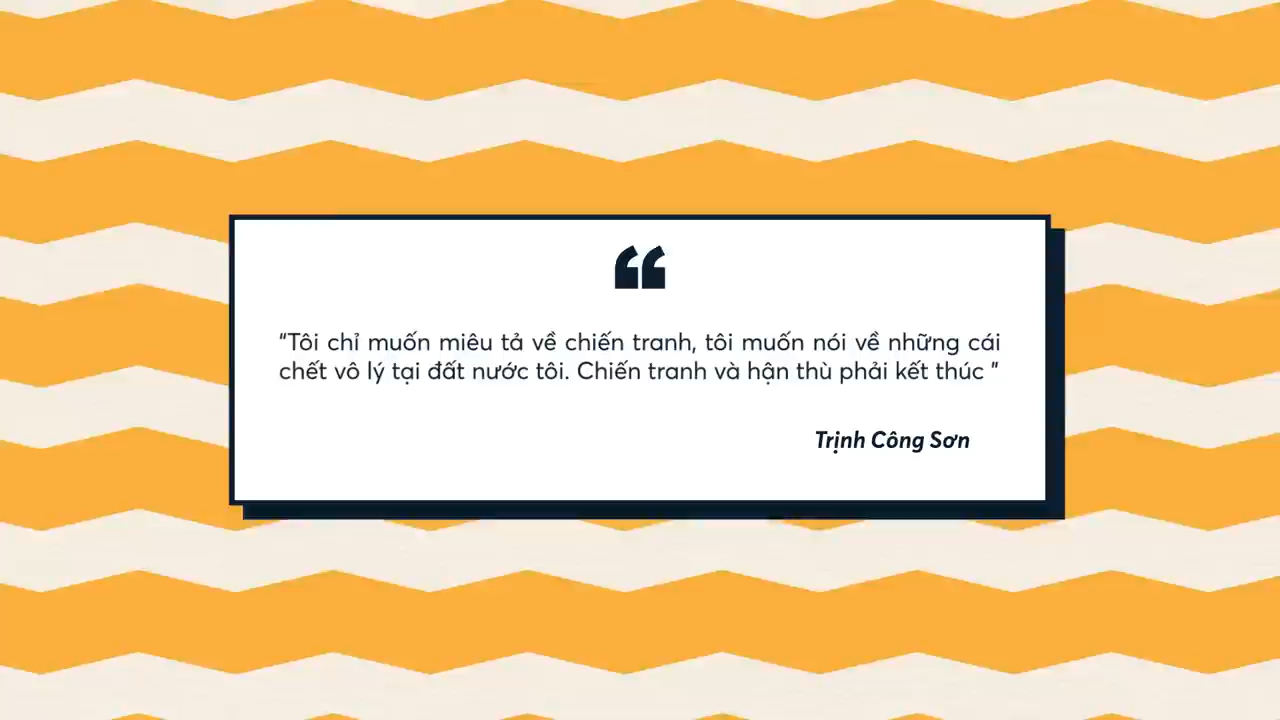 “
“Tôi chỉ muốn miêu tả về chiến tranh, tôi muốn nói về những cái
chết vô lý tại đất nước tôi. Chiến tranh và hận thù phải kết thúc ”
Trịnh Công Sơn